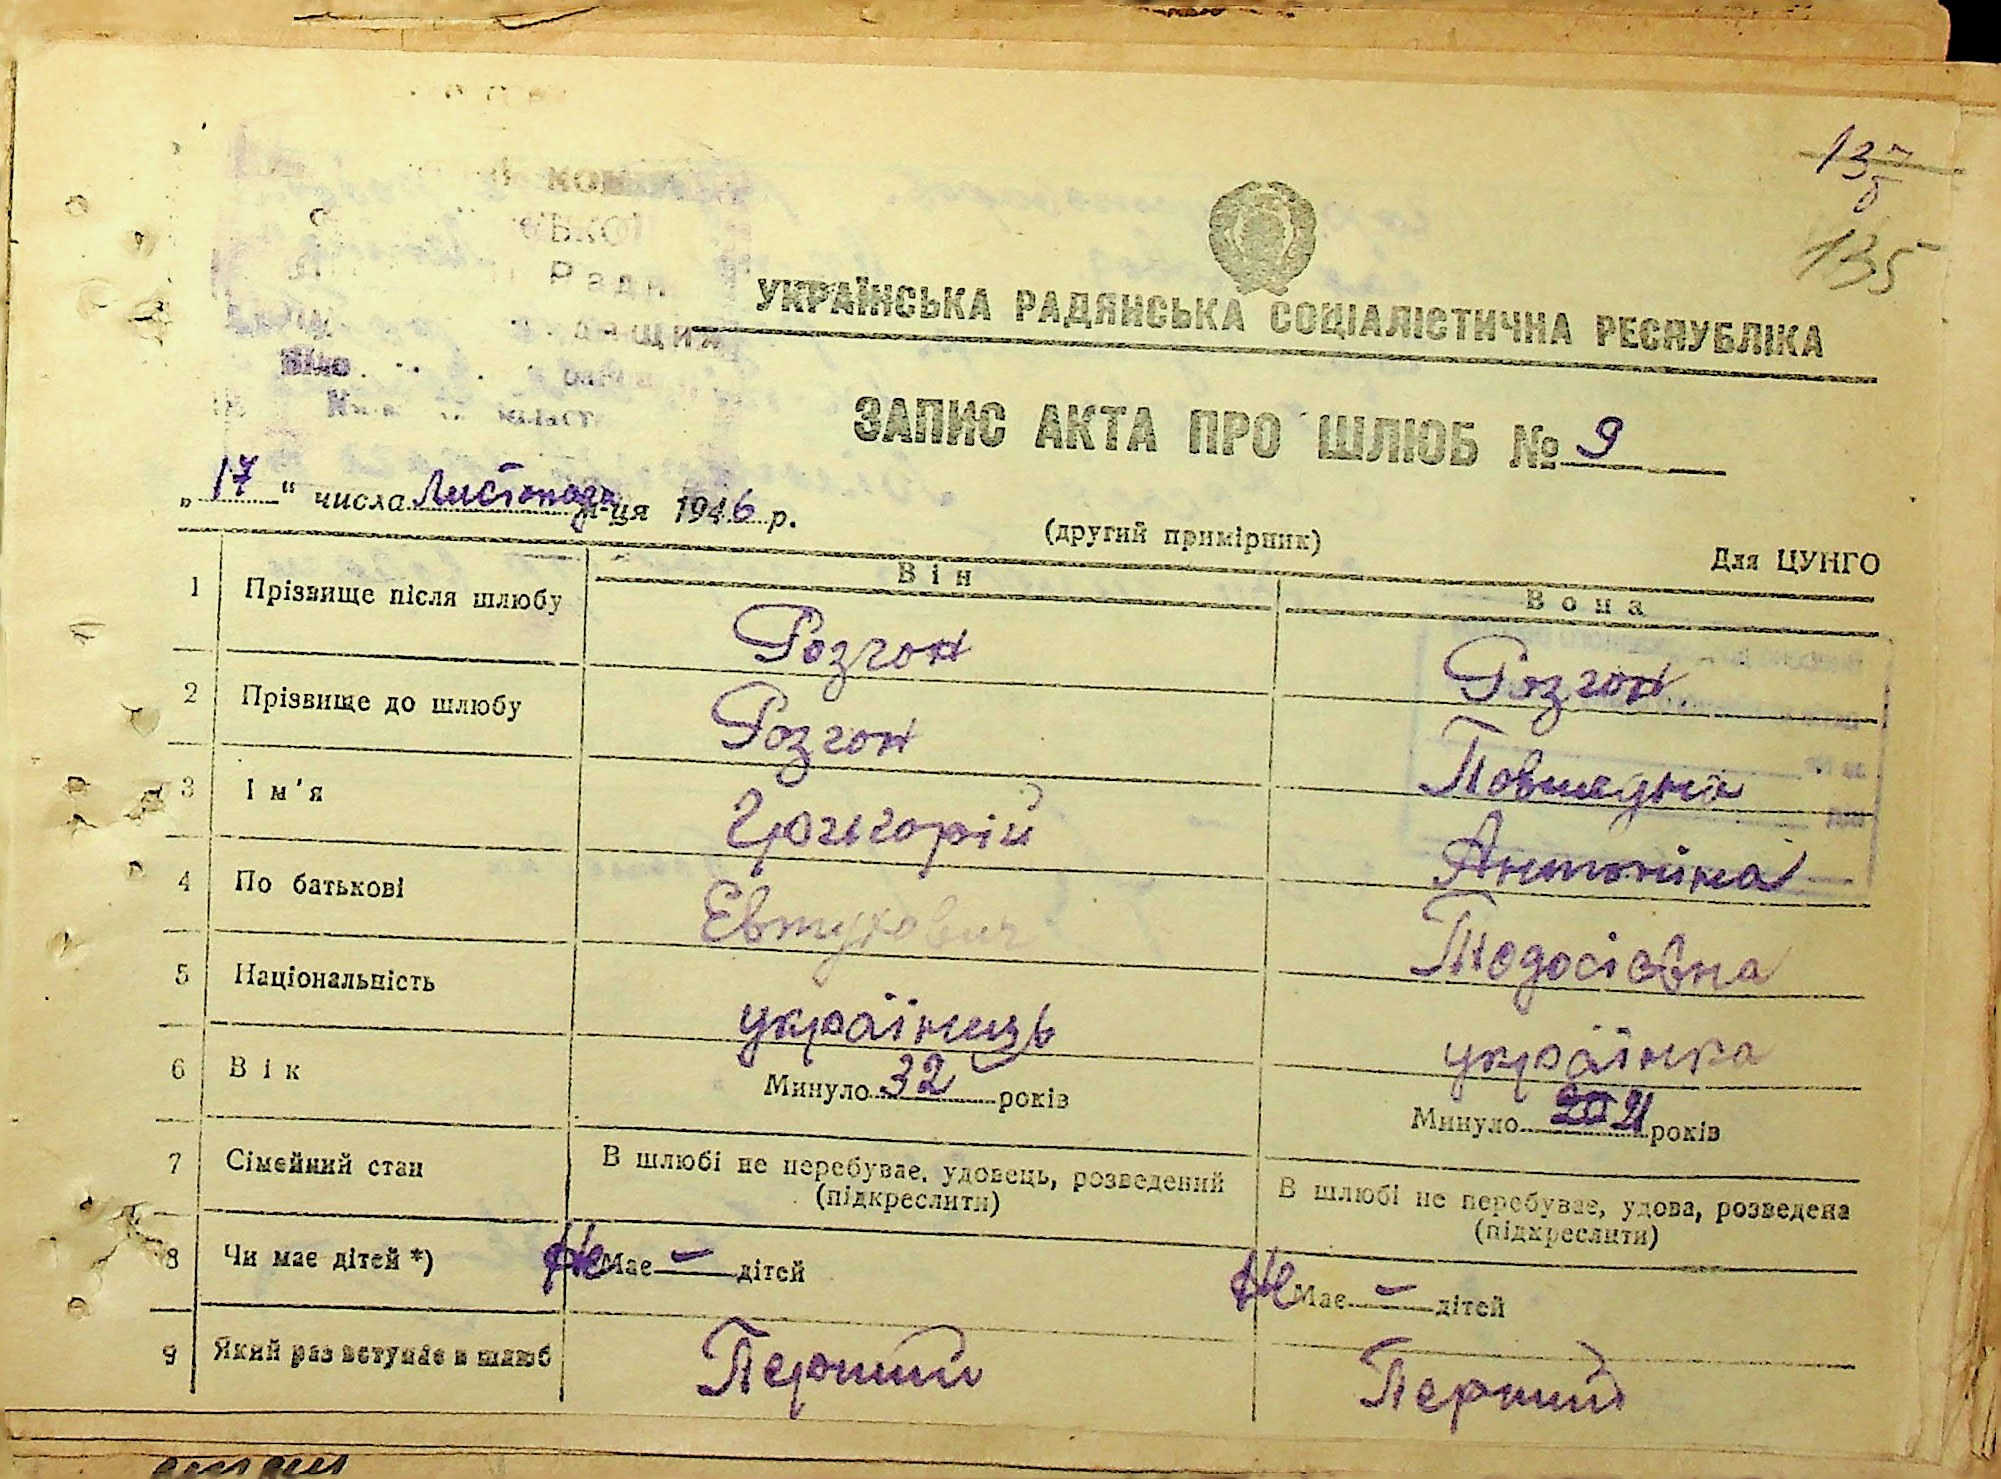 137
б
135
УКРАЇНСЬКА РАДЯНСЬКА СОЦІАЛІСТИЧНА РЕСПУБЛІКА
ЗАПИС АКТА ПРО ШЛЮБ № 9
„17“ числа Листопада м-ця 1946 р.
(другий примірник)
Для ЦУНГО
Він Вона
1 Прізвище після шлюбу Розгон Розгон
2 Прізвище до шлюбу Розгон
3 Ім'я Грогьгорій Антоніна
4 По батькові Евтухович Тодосієвна
5 Національність українець українка
6 Вік Минуло 32 років Минуло 20 21 років
7 Сімейний стан В шлюбі не перебуває, удовець, розведений В шлюбі не перебуває, удова, розведена
(підкреслити) (підкреслити)
8 Чи має дітей *) Не Має — дітей Не Має — дітей
9 Який раз вступає в шлюб Перший Перший